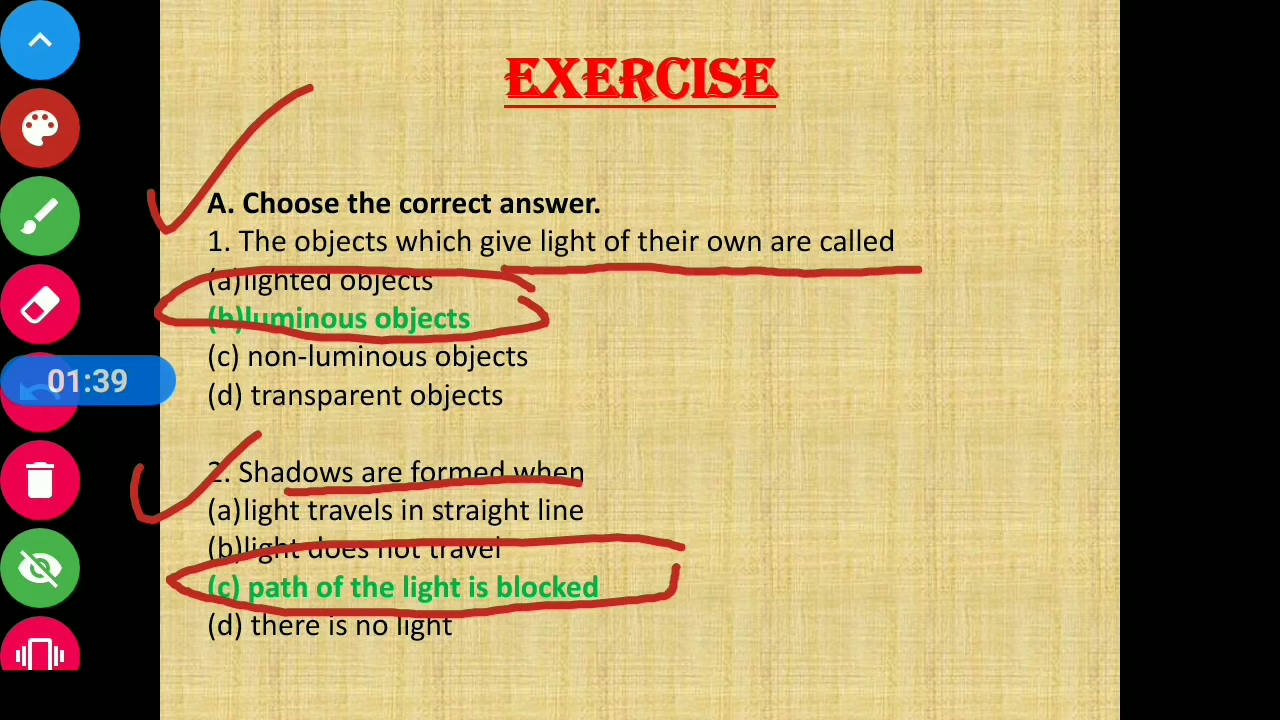 EXERCISE
A. Choose the correct answer.
1. The objects which give light of their own are called
(a)lighted objects
(b)luminous objects
(c) non-luminous objects
(d) transparent objects
01:39
2. Shadows are formed when
(a)light travels in straight line
(b)light does not travel
(c) path of the light is blocked
(d) there is no light